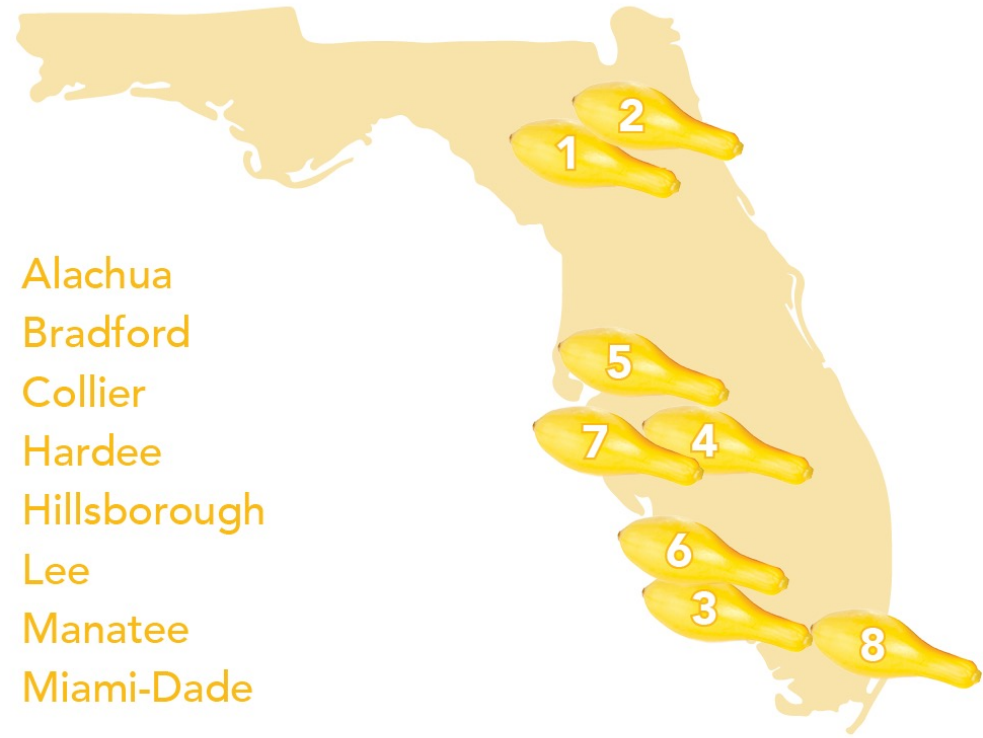 2
1
Alachua
Bradford
5
Collier
7 4
Hardee
Hillsborough
6
Lee
3
Manatee
8
Miami-Dade